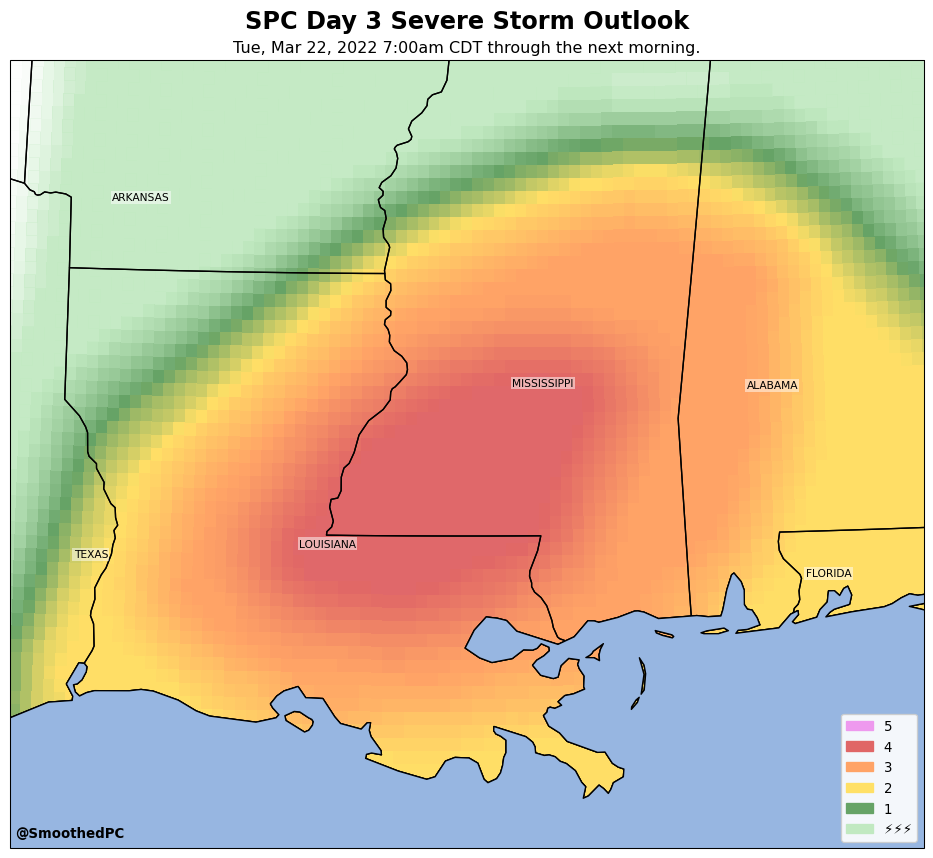 SPC Day 3 Severe Storm Outlook
Tue, Mar 22, 2022 7:00am CDT through the next morning.
ARKANSAS
MISSISSIPPI
ALABAMA
LOUISIANA
TEXAS
FLORIDA
5
4
3
2
1
⚡⚡⚡
@SmoothedPC